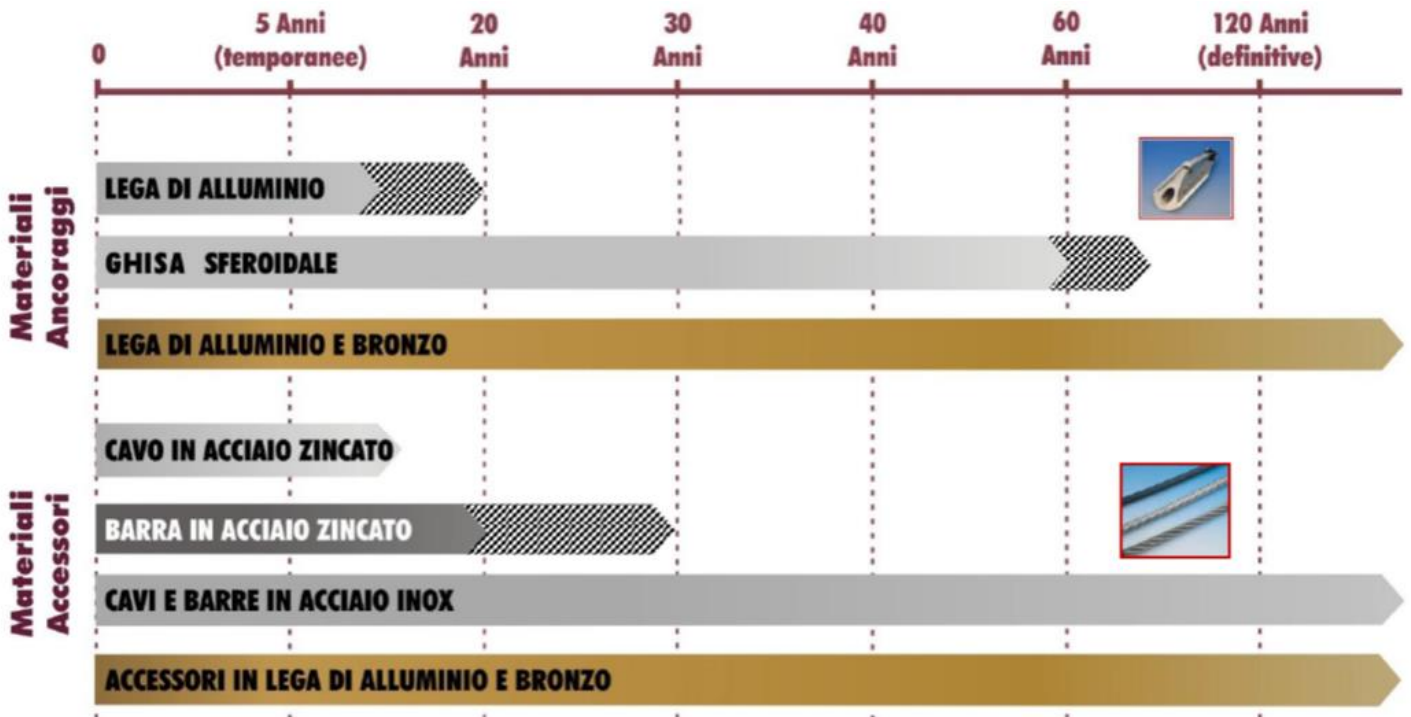 0
5 Anni
(temporanee)
20
Anni
30
Anni
40
Anni
60
Anni
120 Anni
(definitive)
Materiali
Ancoraggi
LEGA DI ALLUMINIO
GHISA SFEROIDALE
LEGA DI ALLUMINIO E BRONZO
Materiali
Accessori
CAVO IN ACCIAIO ZINCATO
BARRA IN ACCIAIO ZINCATO
CAVI E BARRE IN ACCIAIO INOX
ACCESSORI IN LEGA DI ALLUMINIO E BRONZO